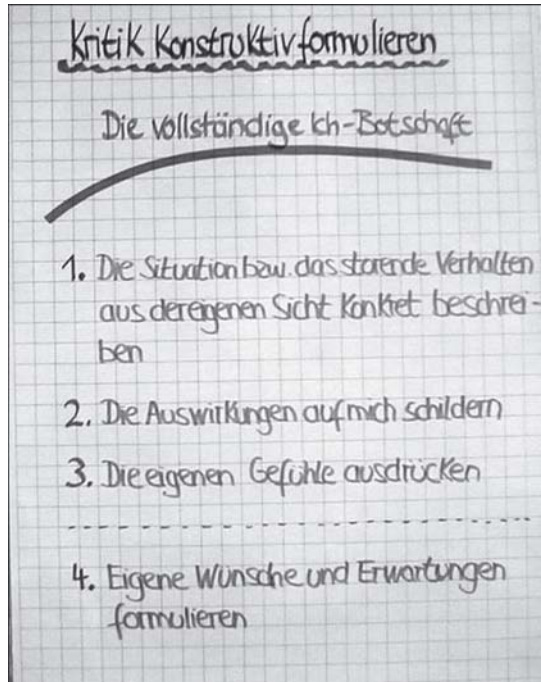 Kritik Konstruktiv formulieren
Die vollständige Ich-Botschaft
1. Die Situation bzw. das störende Verhalten
aus der eigenen Sicht Konkret beschrei-
ben
2. Die Auswirkungen auf mich schildern
3. Die eigenen Gefühle ausdrücken
4. Eigene Wünsche und Erwartungen
formulieren